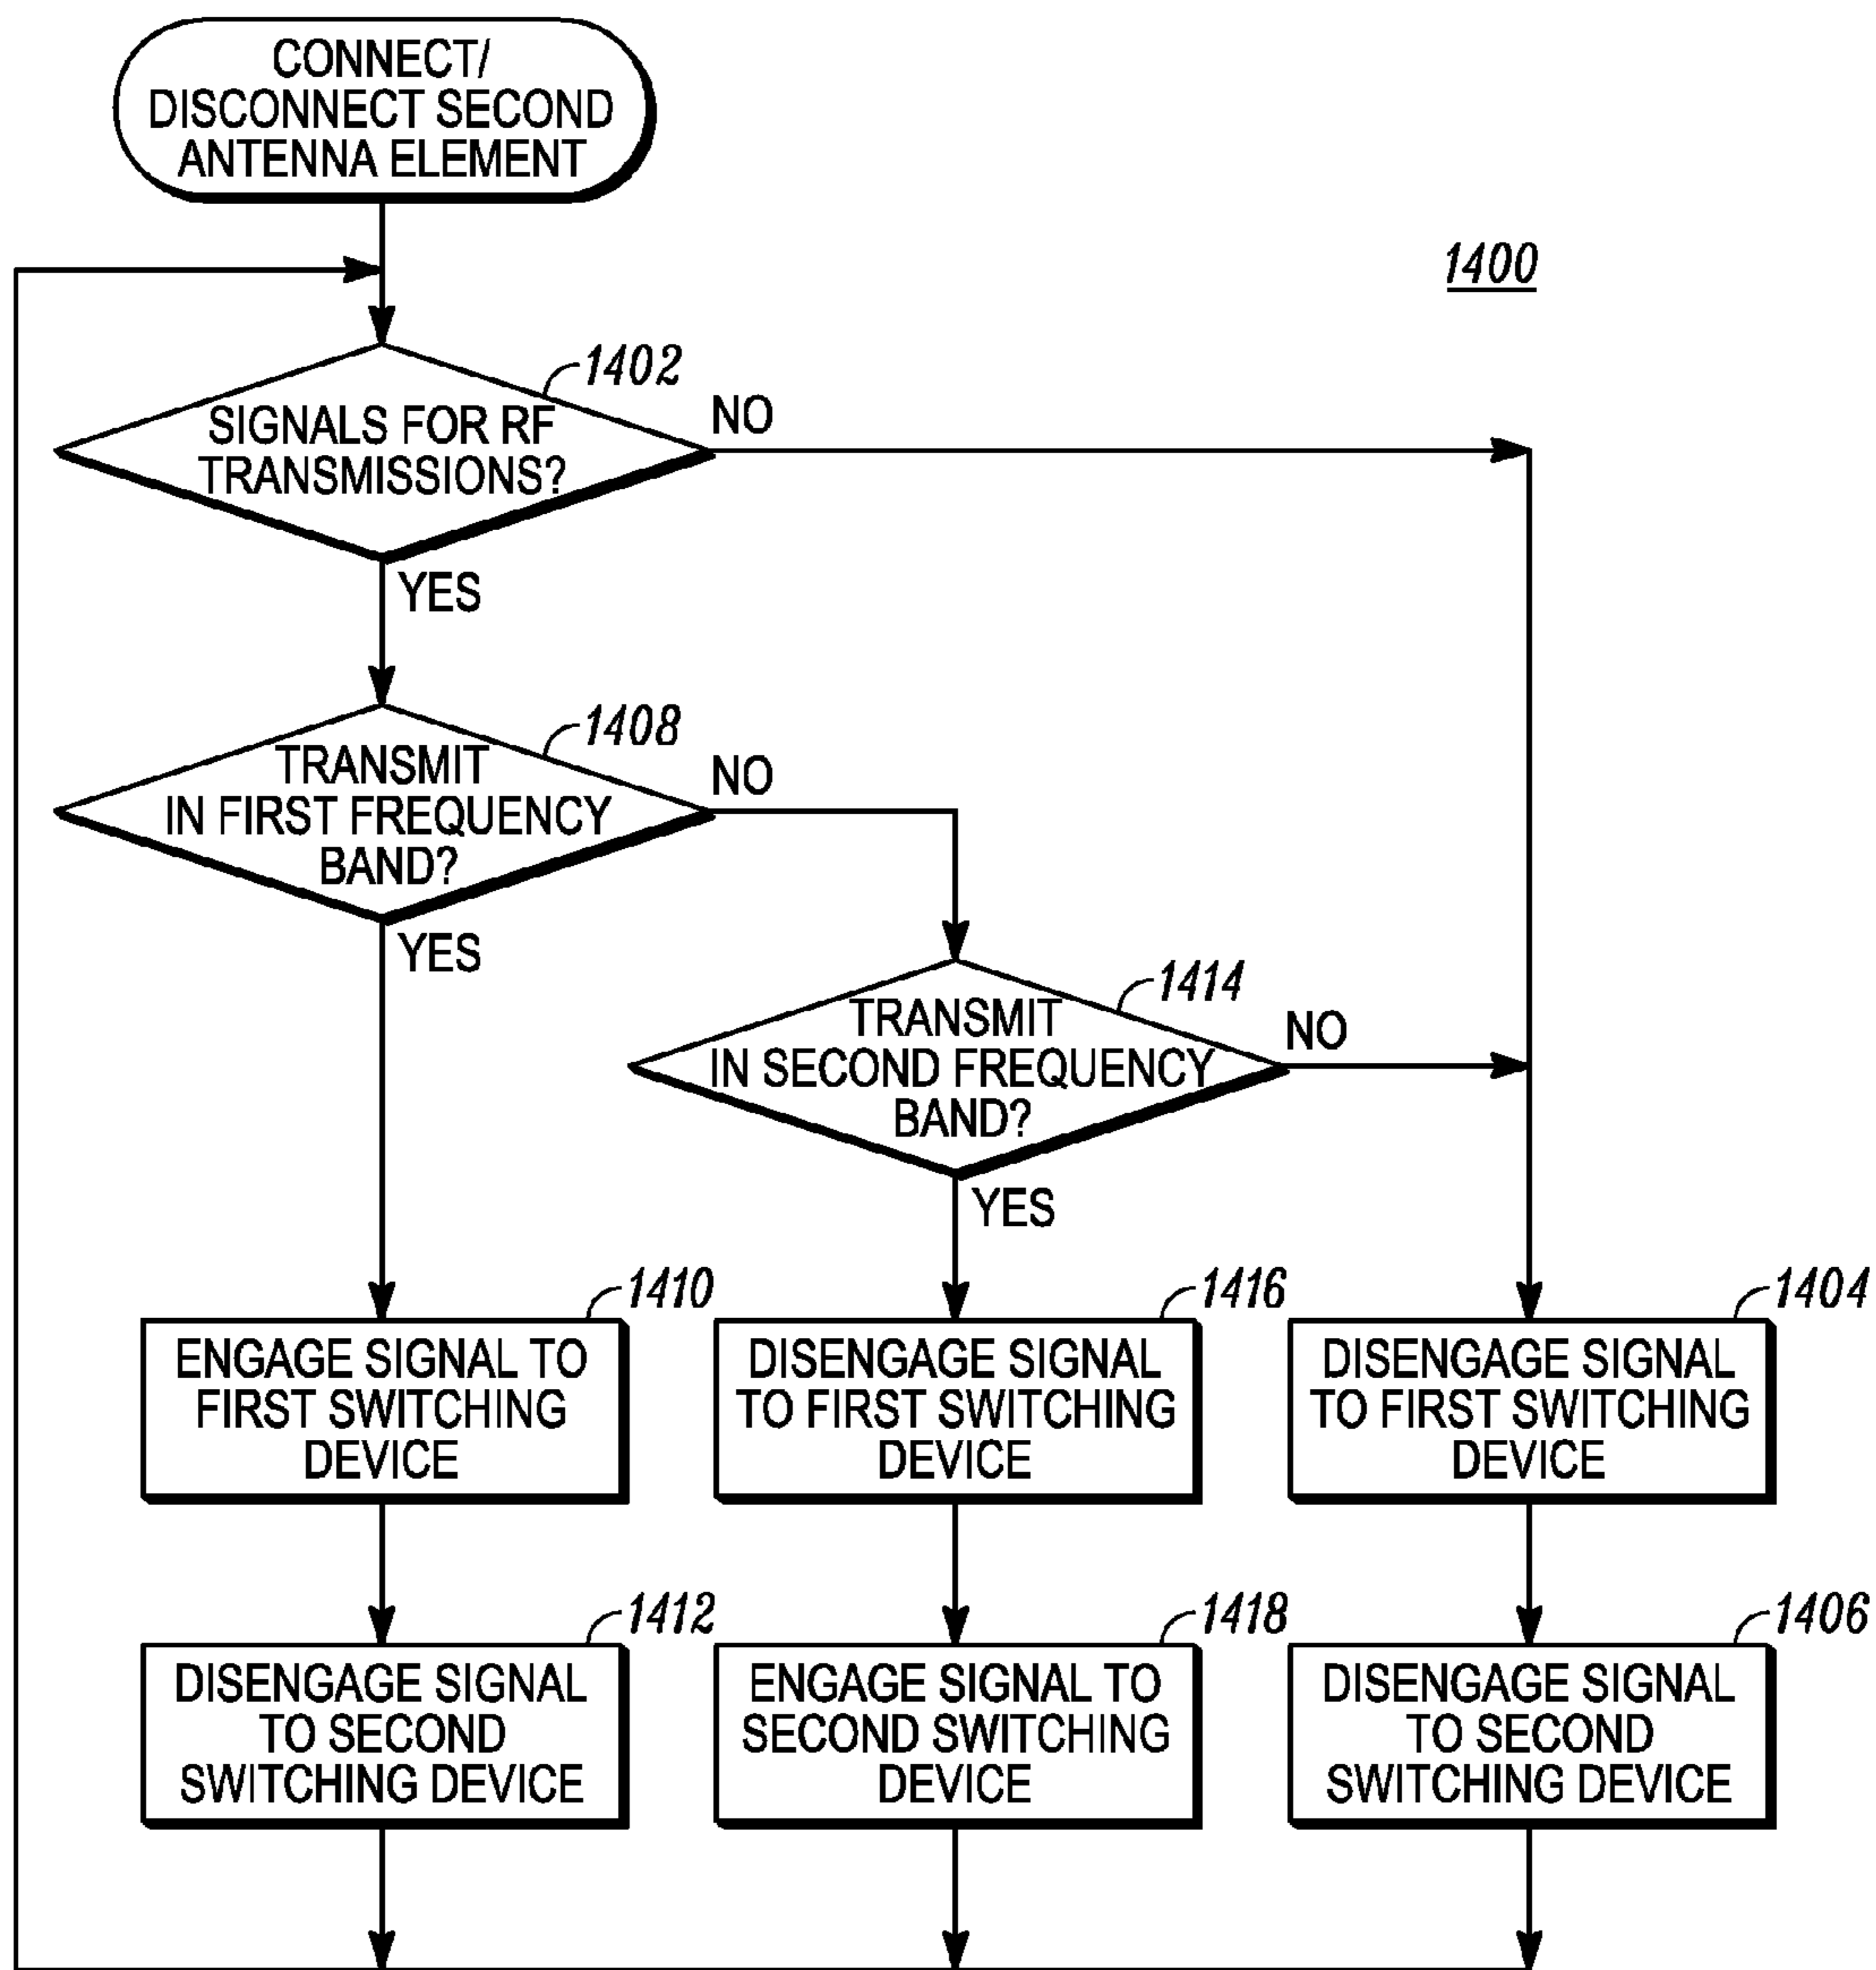 CONNECT/
DISCONNECT SECOND
ANTENNA ELEMENT
1400
1402
SIGNALS FOR RF
TRANSMISSIONS?
NO
YES
1408
TRANSMIT
IN FIRST FREQUENCY
BAND?
NO
YES
1414
TRANSMIT
IN SECOND FREQUENCY
BAND?
NO
YES
1410
ENGAGE SIGNAL TO
FIRST SWITCHING
DEVICE
1416
DISENGAGE SIGNAL
TO FIRST SWITCHING
DEVICE
1404
DISENGAGE SIGNAL
TO FIRST SWITCHING
DEVICE
1412
DISENGAGE SIGNAL
TO SECOND
SWITCHING DEVICE
1418
ENGAGE SIGNAL TO
SECOND SWITCHING
DEVICE
1406
DISENGAGE SIGNAL
TO SECOND
SWITCHING DEVICE